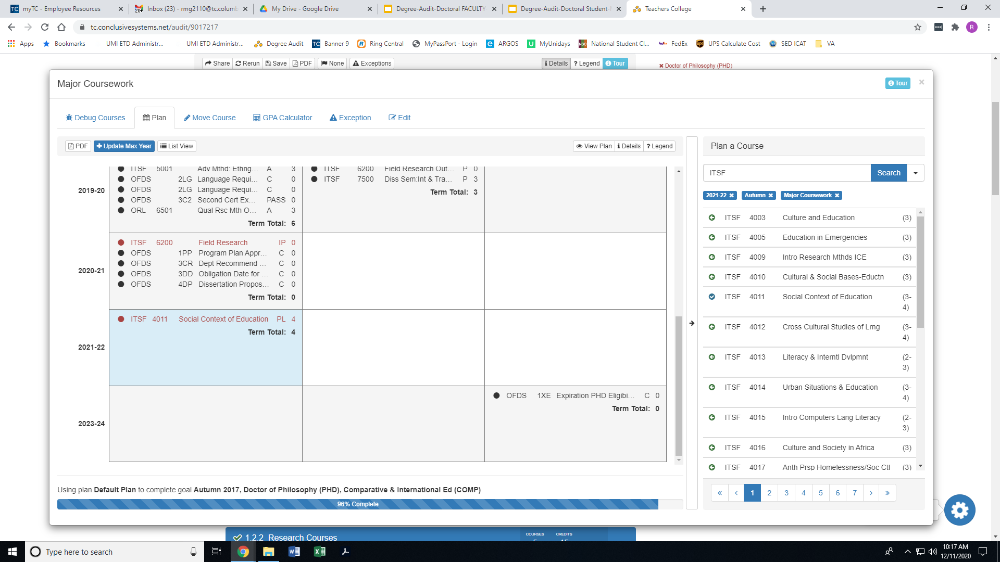 myTC - Employee Resources
Inbox (23) - rmg2110@tc.columb
My Drive - Google Drive
Degree-Audit-Doctoral FACULTY
Degree-Audit-Doctoral Student-
Teachers College
tc.conclusivesystems.net/audit/9017217
R
Apps Bookmarks UMI ETD Administr... UMI ETD Administr... Degree Audit Banner 9 Ring Central MyPassPort - Login ARGOS MyUnidays National Student Cl... FedEx UPS Calculate Cost SED ICAT VA
Share Rerun Save PDF None Exceptions Details ? Legend Tour
Doctor of Philosophy (PHD)
Major Coursework
Tour
Debug Courses Plan Move Course GPA Calculator Exception Edit
PDF Update Max Year List View View Plan Details ? Legend
2019-20
ITSF 5001 Adv Mthd: Ethng... A 3
OFDS 2LG Language Requi... C 0
OFDS 2LG Language Requi... C 0
OFDS 3C2 Second Cert Ex... PASS 0
ORL 6501 Qual Rsc Mth O... A 3
Term Total: 6
ITSF 6200 Field Research Out... P 0
ITSF 7500 Diss Sem:Int & Tra... P 3
Term Total: 3
2020-21
ITSF 6200 Field Research IP 0
OFDS 1PP Program Plan Appr... C 0
OFDS 3CR Dept Recommend ... C 0
OFDS 3DD Obligation Date for ... C 0
OFDS 4DP Dissertation Propos... C 0
Term Total: 0
2021-22
ITSF 4011 Social Context of Education PL 4
Term Total: 4
2023-24
OFDS 1XE Expiration PHD Eligibi... C 0
Term Total: 0
Using plan Default Plan to complete goal Autumn 2017, Doctor of Philosophy (PHD), Comparative & International Ed (COMP)
96% Complete
Plan a Course
ITSF Search
2021-22 Autumn Major Coursework
ITSF 4003 Culture and Education (3)
ITSF 4005 Education in Emergencies (3)
ITSF 4009 Intro Research Mthds ICE (3)
ITSF 4010 Cultural & Social Bases-Eductn (3)
ITSF 4011 Social Context of Education (3-
4)
ITSF 4012 Cross Cultural Studies of Lrng (3-
4)
ITSF 4013 Literacy & Interntl Dvlpmnt (2-
3)
ITSF 4014 Urban Situations & Education (3-
4)
ITSF 4015 Intro Computers Lang Literacy (2-
3)
ITSF 4016 Culture and Society in Africa (3)
ITSF 4017 Anth Prsp Homelessness/Soc Ctl (3)
« ‹ 1 2 3 4 5 6 7 › »
1.2.2 Research Courses
COURSES CREDITS
Type here to search
10:17 AM
12/11/2020